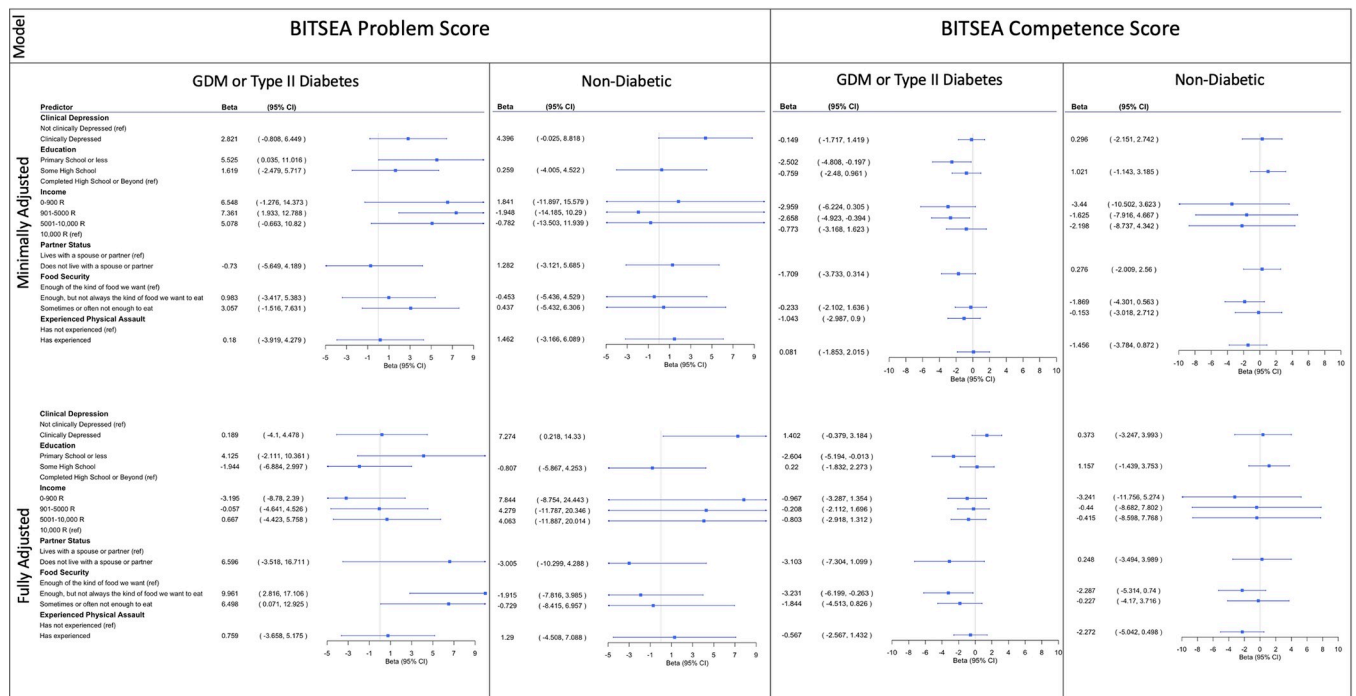 Model
BITSEA Problem Score
BITSEA Competence Score
GDM or Type II Diabetes
Non-Diabetic
GDM or Type II Diabetes
Non-Diabetic
Minimally Adjusted
Predictor Beta (95% CI) Beta (95% CI) Beta (95% CI) Beta (95% CI)
Clinical Depression
Not clinically Depressed (ref)
Clinically Depressed 2.821 (-0.808, 6.449) 4.396 (-0.025, 8.818) -0.149 (-1.717, 1.419) 0.296 (-2.151, 2.742)
Education
Primary School or less 5.525 (0.035, 11.016) -2.502 (-4.808, -0.197)
Some High School 1.619 (-2.479, 5.717) 0.259 (-4.005, 4.522) -0.759 (-2.48, 0.961) 1.021 (-1.143, 3.185)
Completed High School or Beyond (ref)
Income
0-900 R 6.548 (-1.276, 14.373) 1.841 (-11.897, 15.579) -2.959 (-6.224, 0.305) -3.44 (-10.502, 3.623)
901-5000 R 7.361 (1.933, 12.788) -1.948 (-14.185, 10.29) -2.658 (-4.923, -0.394) -1.625 (-7.916, 4.667)
5001-10,000 R 5.078 (-0.663, 10.82) -0.782 (-13.503, 11.939) -0.773 (-3.168, 1.623) -2.198 (-8.737, 4.342)
10,000 R (ref)
Partner Status
Lives with a spouse or partner (ref)
Does not live with a spouse or partner -0.73 (-5.649, 4.189) 1.282 (-3.121, 5.685) -1.709 (-3.733, 0.314) 0.276 (-2.009, 2.56)
Food Security
Enough of the kind of food we want (ref)
Enough, but not always the kind of food we want to eat 0.983 (-3.417, 5.383) -0.453 (-5.436, 4.529) -0.233 (-2.102, 1.636) -1.869 (-4.301, 0.563)
Sometimes or often not enough to eat 3.057 (-1.516, 7.631) 0.437 (-5.432, 6.306) -1.043 (-2.987, 0.9) -0.153 (-3.018, 2.712)
Experienced Physical Assault
Has not experienced (ref)
Has experienced 0.18 (-3.919, 4.279) 1.462 (-3.166, 6.089) 0.081 (-1.853, 2.015) -1.456 (-3.784, 0.872)
-5 -3 -1 1 3 5 7 9 -5 -3 -1 1 3 5 7 9 -10 -8 -6 -4 -2 0 2 4 6 8 10 -10 -8 -6 -4 -2 0 2 4 6 8 10
Beta (95% CI) Beta (95% CI) Beta (95% CI) Beta (95% CI)
Fully Adjusted
Clinical Depression
Not clinically Depressed (ref)
Clinically Depressed 0.189 (-4.1, 4.478) 7.274 (0.218, 14.33) 1.402 (-0.379, 3.184) 0.373 (-3.247, 3.993)
Education
Primary School or less 4.125 (-2.111, 10.361) -2.604 (-5.194, -0.013)
Some High School -1.944 (-6.884, 2.997) -0.807 (-5.867, 4.253) 0.22 (-1.832, 2.273) 1.157 (-1.439, 3.753)
Completed High School or Beyond (ref)
Income
0-900 R -3.195 (-8.78, 2.39) 7.844 (-8.754, 24.443) -0.967 (-3.287, 1.354) -3.241 (-11.756, 5.274)
901-5000 R -0.057 (-4.641, 4.526) 4.279 (-11.787, 20.346) -0.208 (-2.112, 1.696) -0.44 (-8.682, 7.802)
5001-10,000 R 0.667 (-4.423, 5.758) 4.063 (-11.887, 20.014) -0.803 (-2.918, 1.312) -0.415 (-8.598, 7.768)
10,000 R (ref)
Partner Status
Lives with a spouse or partner (ref)
Does not live with a spouse or partner 6.596 (-3.518, 16.711) -3.005 (-10.299, 4.288) -3.103 (-7.304, 1.099) 0.248 (-3.494, 3.989)
Food Security
Enough of the kind of food we want (ref)
Enough, but not always the kind of food we want to eat 9.961 (2.816, 17.106) -1.915 (-7.816, 3.985) -3.231 (-6.199, -0.263) -2.287 (-5.314, 0.74)
Sometimes or often not enough to eat 6.498 (0.071, 12.925) -0.729 (-8.415, 6.957) -1.844 (-4.513, 0.826) -0.227 (-4.17, 3.716)
Experienced Physical Assault
Has not experienced (ref)
Has experienced 0.759 (-3.658, 5.175) 1.29 (-4.508, 7.088) -0.567 (-2.567, 1.432) -2.272 (-5.042, 0.498)
-5 -3 -1 1 3 5 7 9 -5 -3 -1 1 3 5 7 9 -10 -8 -6 -4 -2 0 2 4 6 8 10 -10 -8 -6 -4 -2 0 2 4 6 8 10
Beta (95% CI) Beta (95% CI) Beta (95% CI) Beta (95% CI)